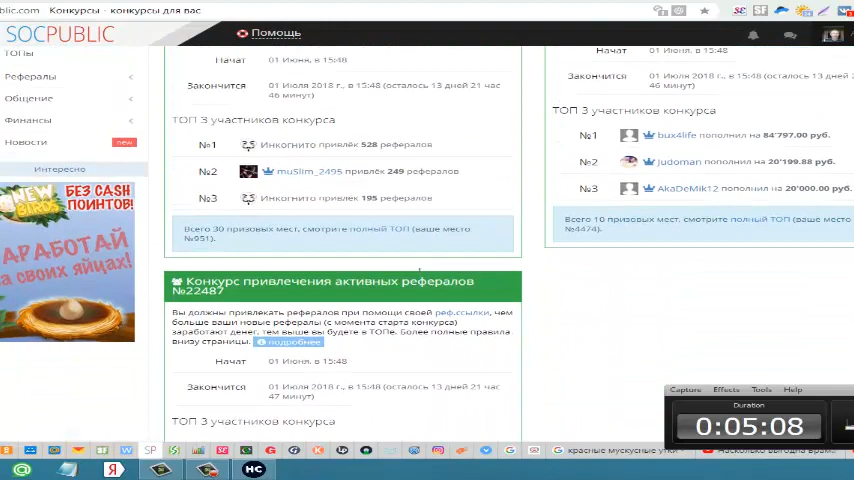 blic.com Конкурсы - конкурсы для вас
SOCPUBLIC
Помощь
ТОПы
Рефералы
Общение
Финансы
Новости new
Интересно
NEW BIRDS БЕЗ CASH ПОИНТОВ!
ЗАРАБОТАЙ
на своих яйцах!
Начат 01 Июня, в 15:48
Закончится 01 Июля 2018 г., в 15:48 (осталось 13 дней 21 час
46 минут)
ТОП 3 участников конкурса
№1 Инкогнито привлёк 528 рефералов
№2 muSlim_2495 привлёк 249 рефералов
№3 Инкогнито привлёк 195 рефералов
Всего 30 призовых мест, смотрите полный ТОП (ваше место
№951)
Конкурс привлечения активных рефералов
№22487
Вы должны привлекать рефералов при помощи своей реф.ссылки, чем
больше ваши новые рефералы (с момента старта конкурса)
заработают денег, тем выше вы будете в ТОПе. Более полные правила
внизу страницы. подробнее
Начат 01 Июня, в 15:48
Закончится 01 Июля 2018 г., в 15:48 (осталось 13 дней 21 час
47 минут)
ТОП 3 участников конкурса
Начат 01 Июня, в 15:48
Закончится 01 Июля 2018 г., в 15:48 (осталось 13
46 минут)
ТОП 3 участников конкурса
№1 bux4life пополнил на 84'797.00 руб.
№2 Judoman пополнил на 20'199.88 руб.
№3 AkaDeMik12 пополнил на 20'000.00 руб.
Всего 10 призовых мест, смотрите полный ТОП (ваше место
№4474)
Capture Effects Tools Help
Duration
0:05:08
красные мускусные утки
Насколько выгодна врам
HC